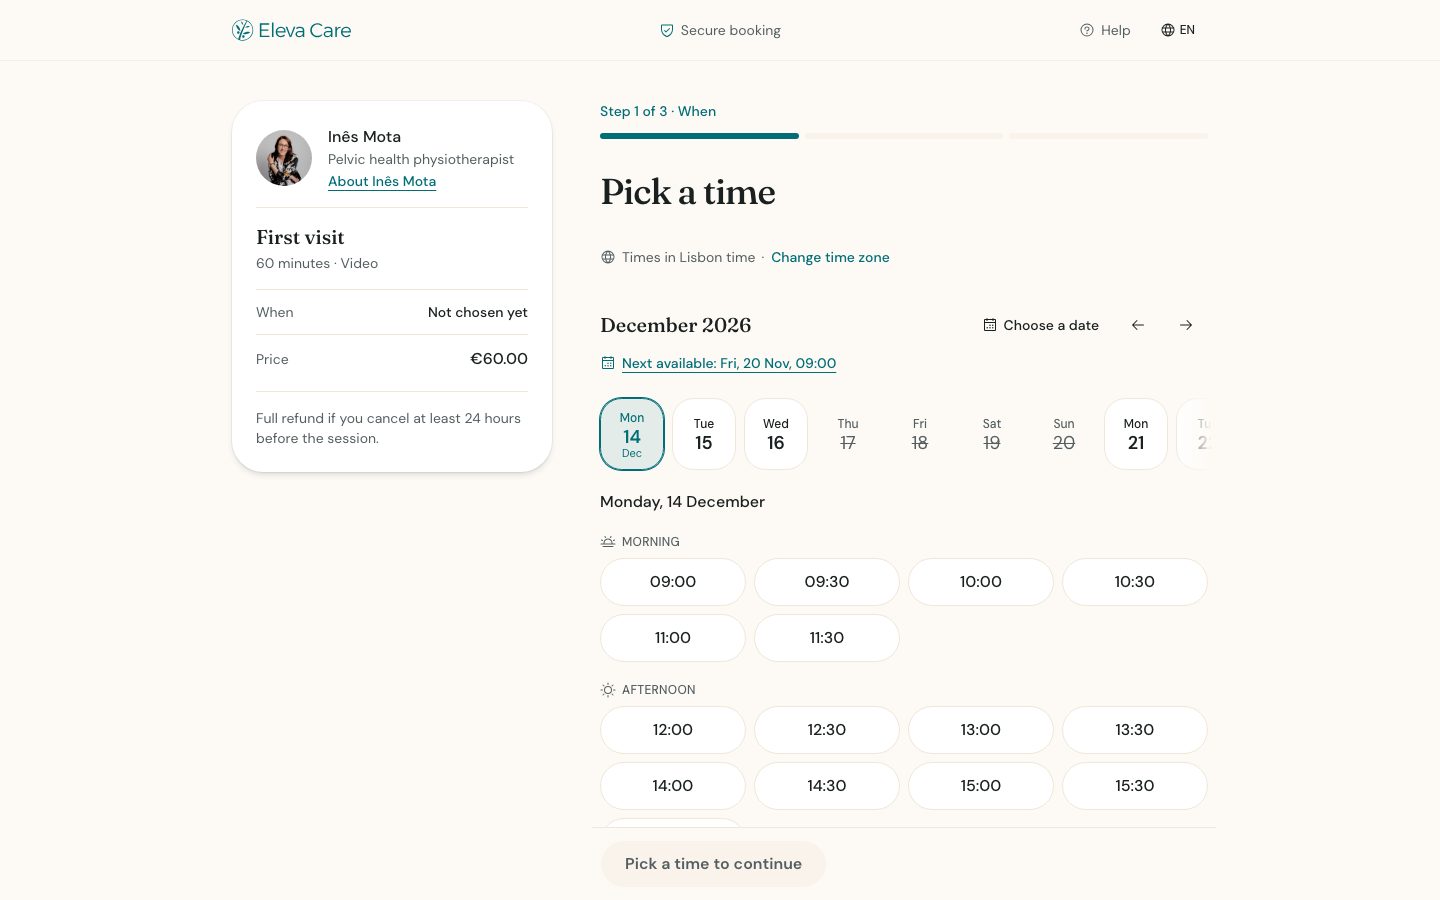 Eleva Care
Secure booking
Help
EN
Inês Mota
Pelvic health physiotherapist
About Inês Mota
First visit
60 minutes · Video
When Not chosen yet
Price €60.00
Full refund if you cancel at least 24 hours
before the session.
Step 1 of 3 · When
Pick a time
Times in Lisbon time · Change time zone
December 2026
Choose a date
Next available: Fri, 20 Nov, 09:00
Mon Tue Wed Thu Fri Sat Sun Mon
14 15 16 17 18 19 20 21
Dec
Monday, 14 December
MORNING
09:00 09:30 10:00 10:30
11:00 11:30
AFTERNOON
12:00 12:30 13:00 13:30
14:00 14:30 15:00 15:30
Pick a time to continue